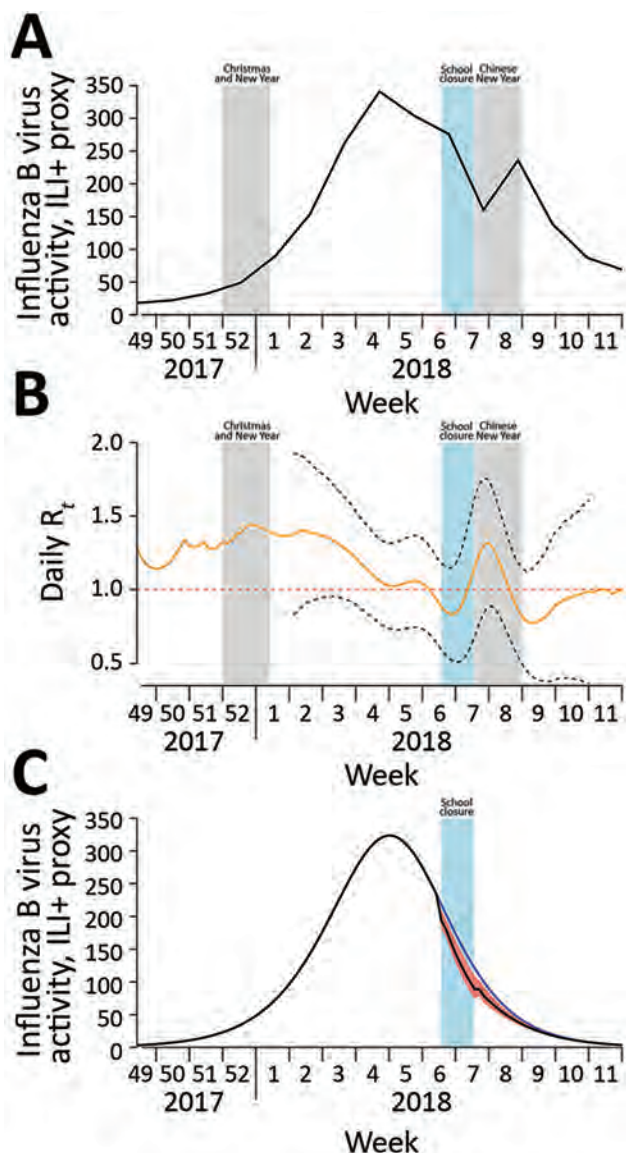 A
Christmas
and New Year
School
closure
Chinese
New Year
Influenza B virus
activity, ILI+ proxy
350
300
250
200
150
100
50
0
49 50 51 52 1 2 3 4 5 6 7 8 9 10 11
2017 2018
Week
B
Christmas
and New Year
School
closure
Chinese
New Year
Daily Rt
2.0
1.5
1.0
0.5
49 50 51 52 1 2 3 4 5 6 7 8 9 10 11
2017 2018
Week
C
School
closure
Influenza B virus
activity, ILI+ proxy
350
300
250
200
150
100
50
0
49 50 51 52 1 2 3 4 6 7 8 9 10 11
2017 2018
Week